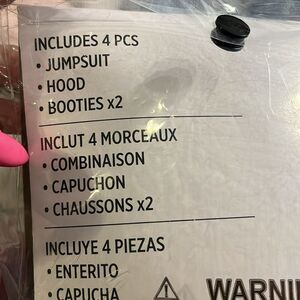 INCLUDES 4 PCS
• JUMPSUIT
• HOOD
• BOOTIES x2
INCLUT 4 MORCEAUX
• COMBINAISON
• CAPUCHON
• CHAUSSONS x2
INCLUYE 4 PIEZAS
• ENTERITO
• CAPUCHA
⚠ WARNI